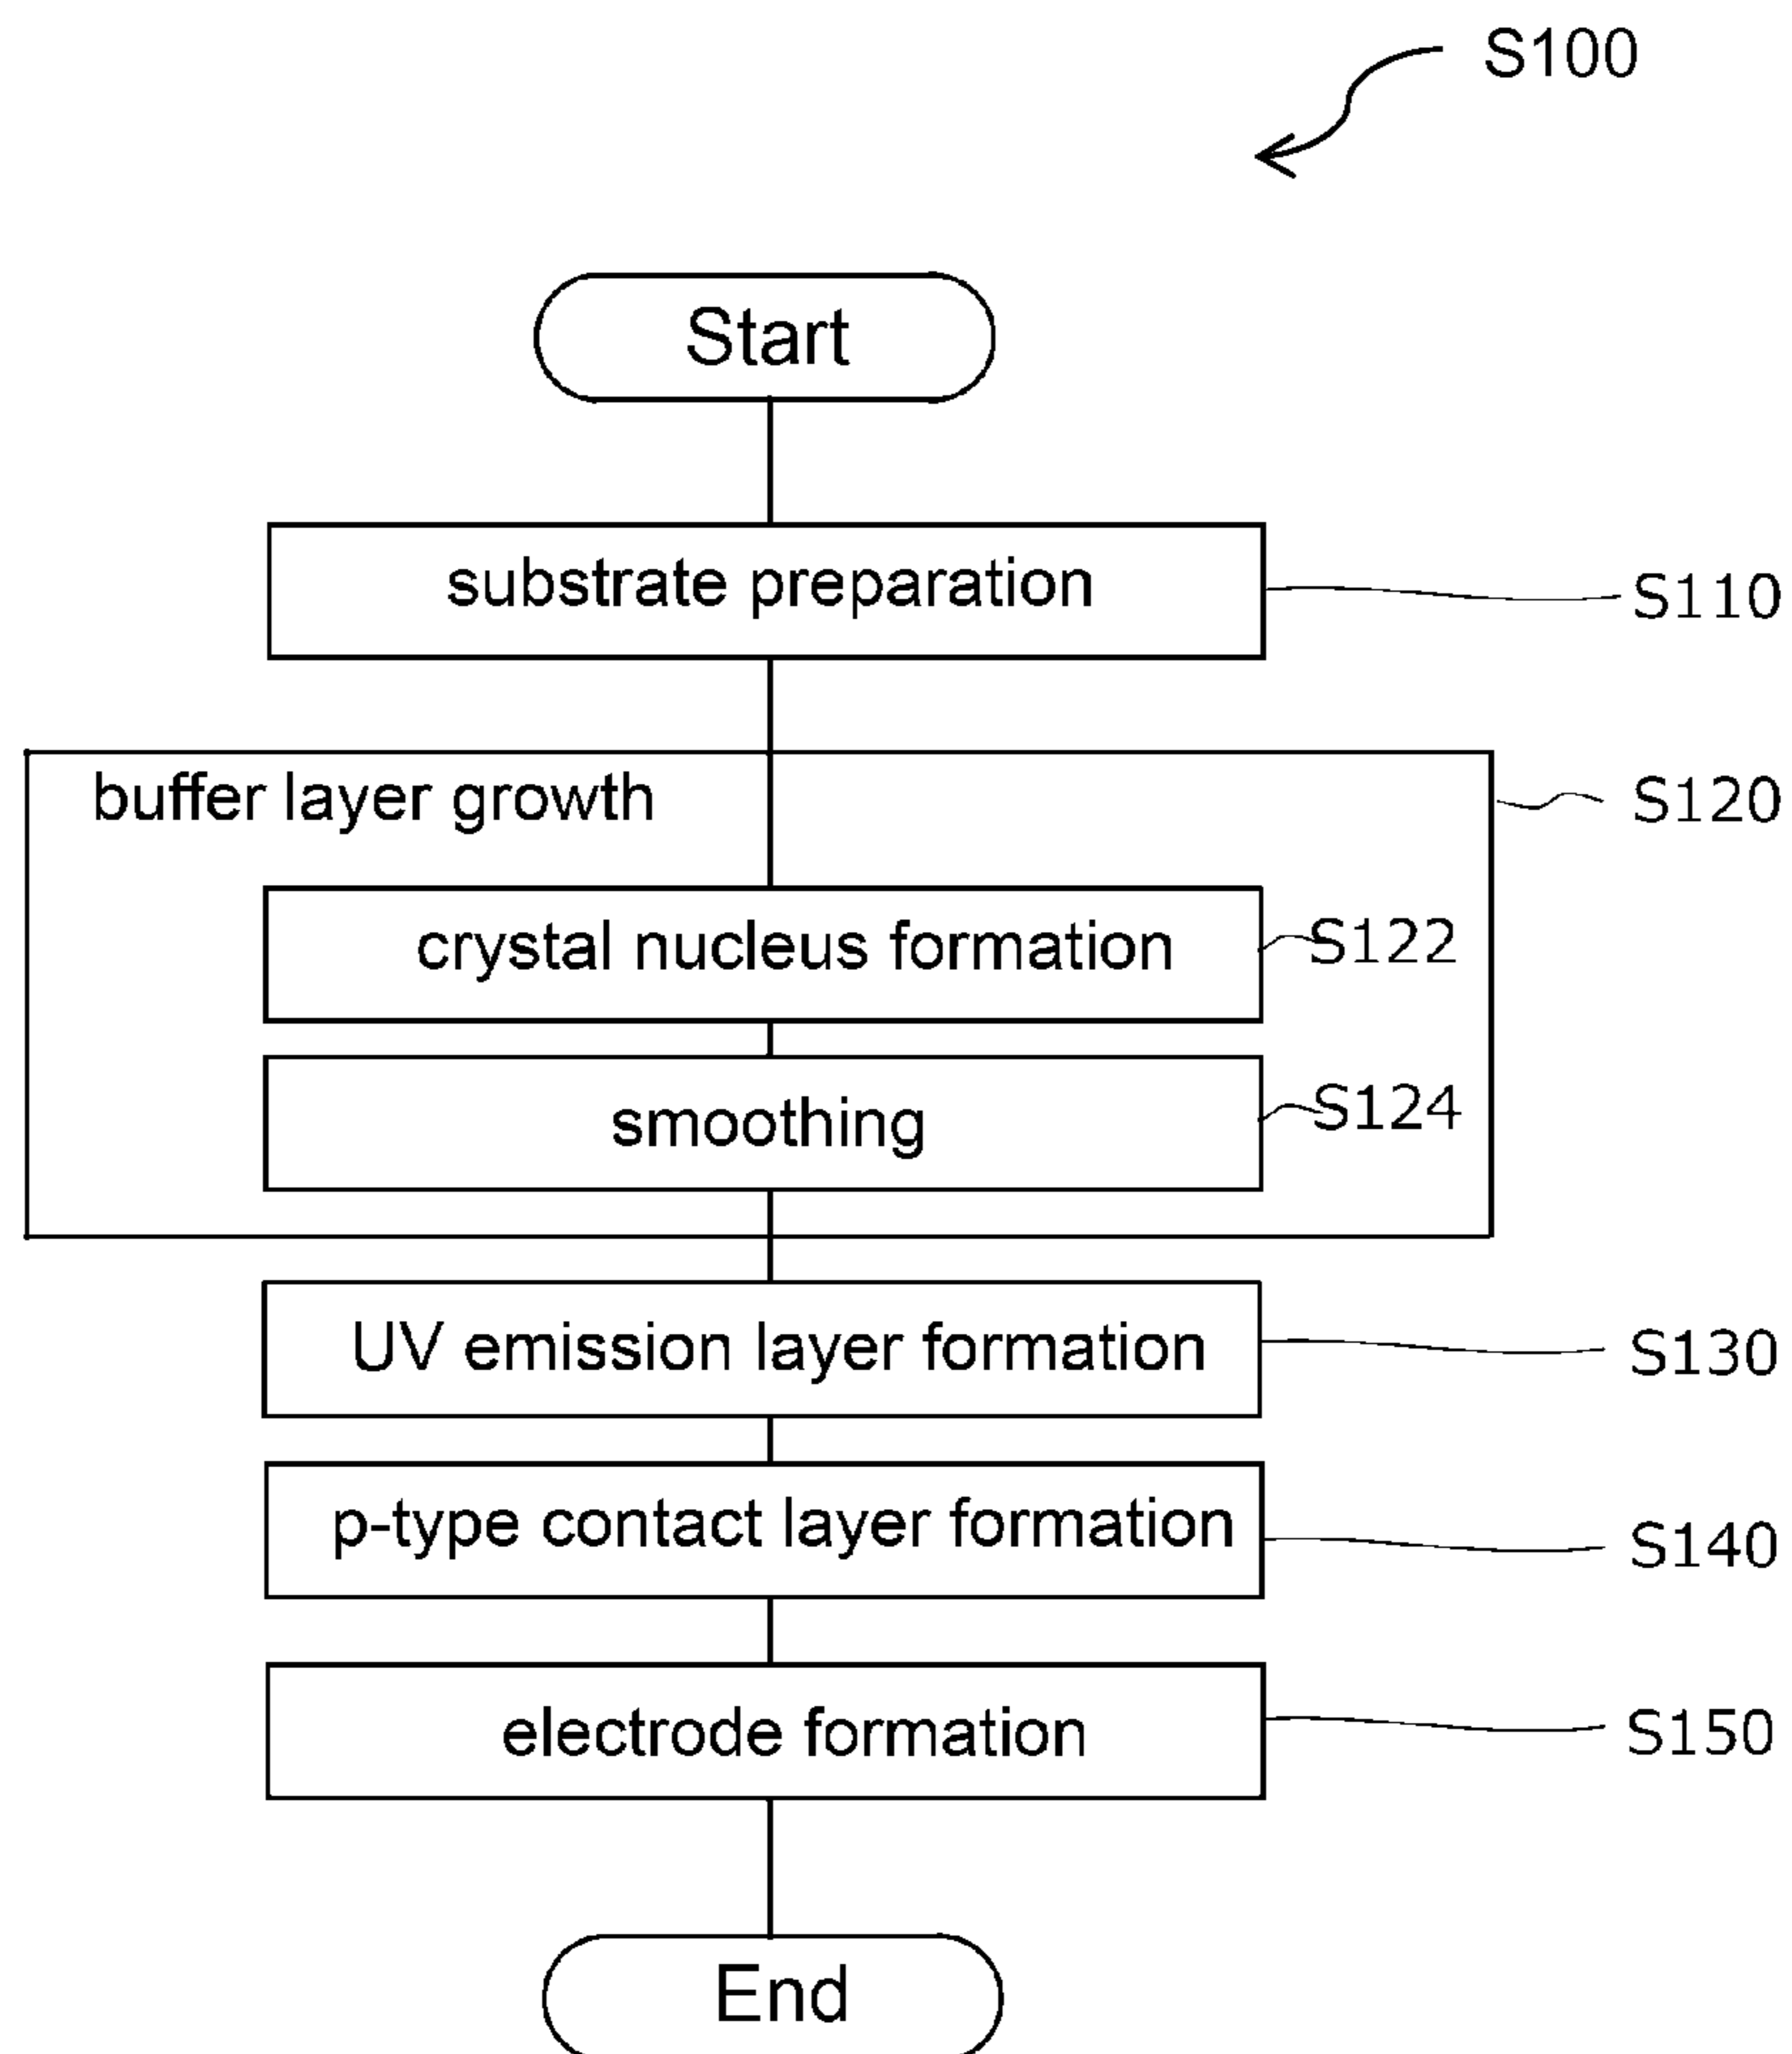 S100
Start
substrate preparation
S110
buffer layer growth
S120
crystal nucleus formation
S122
smoothing
S124
UV emission layer formation
S130
p-type contact layer formation
S140
electrode formation
S150
End